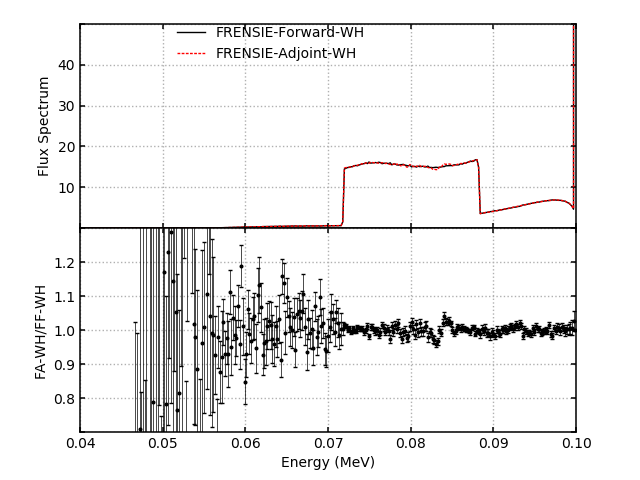 FRENSIE-Forward-WH
FRENSIE-Adjoint-WH
Flux Spectrum
40
30
20
10
FA-WH/FF-WH
1.2
1.1
1.0
0.9
0.8
0.04 0.05 0.06 0.07 0.08 0.09 0.10
Energy (MeV)